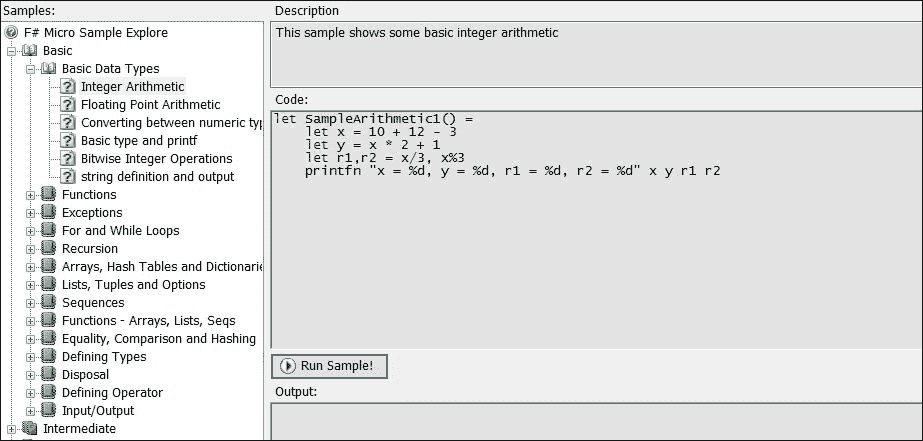 Samples:
F# Micro Sample Explore
Basic
Basic Data Types
Integer Arithmetic
Floating Point Arithmetic
Converting between numeric typ
Basic type and printf
Bitwise Integer Operations
string definition and output
Functions
Exceptions
For and While Loops
Recursion
Arrays, Hash Tables and Dictionarie
Lists, Tuples and Options
Sequences
Functions - Arrays, Lists, Seqs
Equality, Comparison and Hashing
Defining Types
Disposal
Defining Operator
Input/Output
Intermediate
Description
This sample shows some basic integer arithmetic
Code:
let SampleArithmetic1() =
    let x = 10 + 12 - 3
    let y = x * 2 + 1
    let r1,r2 = x/3, x%3
    printfn "x = %d, y = %d, r1 = %d, r2 = %d" x y r1 r2
Run Sample!
Output: